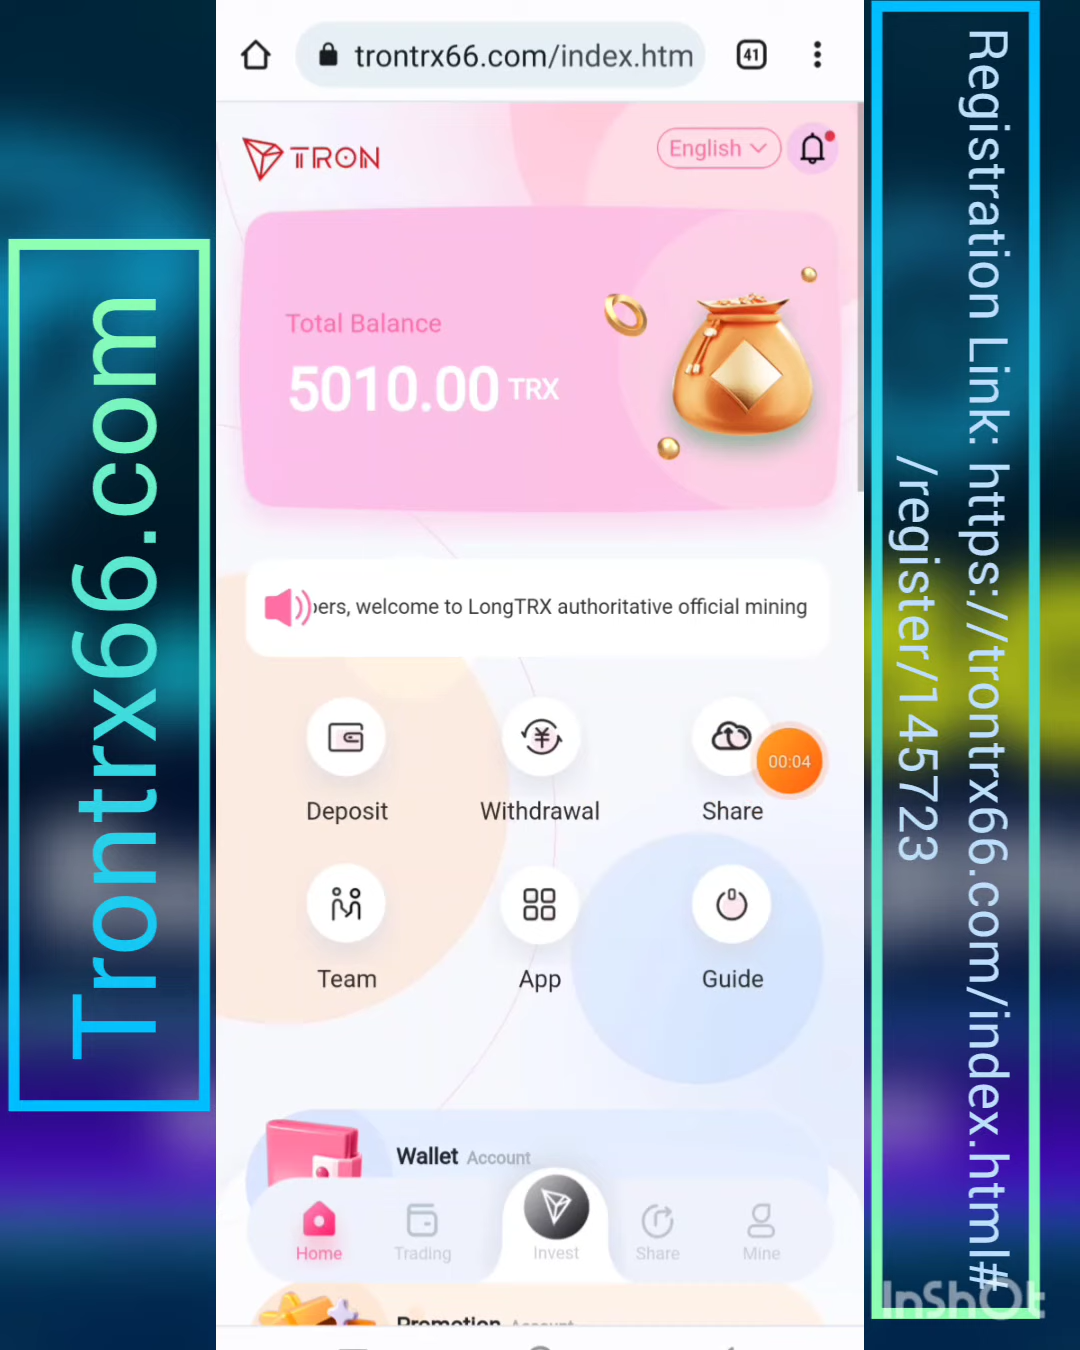 Trontrx66.com
trontrx66.com/index.htm
41
TRON
English
Total Balance
5010.00 TRX
bers, welcome to LongTRX authoritative official mining
Deposit
Withdrawal
Share
00:04
Team
App
Guide
Wallet Account
Home
Trading
Invest
Share
Mine
Promotion Account
Registration Link: https://trontrx66.com/index.html#
/register/145723
InShOt